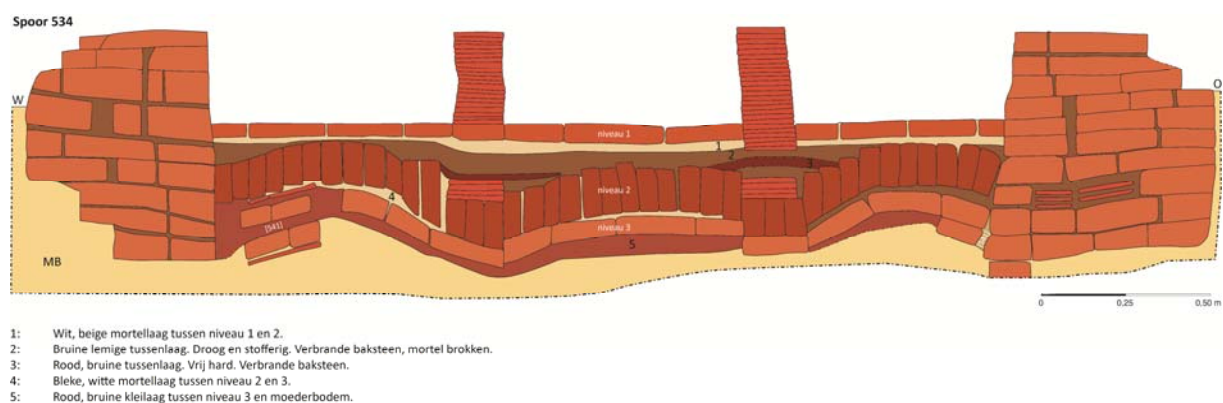 Spoor 534
W
O
niveau 1
1
2
3
niveau 2
4
[541]
niveau 3
5
MB
0 0,25 0,50 m
1: Wit, beige mortellaag tussen niveau 1 en 2.
2: Bruine lemige tussenlaag. Droog en stofferig. Verbrande baksteen, mortel brokken.
3: Rood, bruine tussenlaag. Vrij hard. Verbrande baksteen.
4: Bleke, witte mortellaag tussen niveau 2 en 3.
5: Rood, bruine kleilaag tussen niveau 3 en moederbodem.